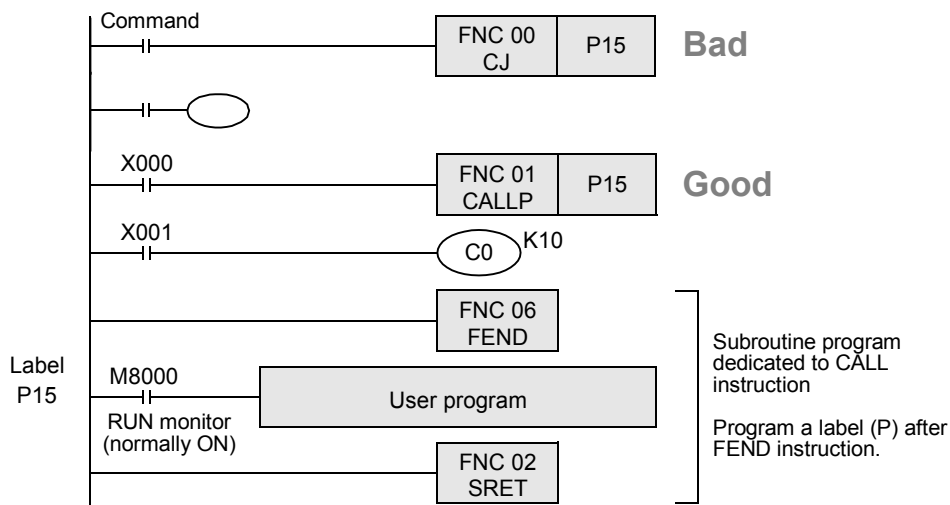 Command
FNC 00
CJ
P15
Bad
X000
FNC 01
CALLP
P15
Good
X001
C0
K10
FNC 06
FEND
Label
P15
M8000
RUN monitor
(normally ON)
User program
FNC 02
SRET
Subroutine program
dedicated to CALL
instruction
Program a label (P) after
FEND instruction.